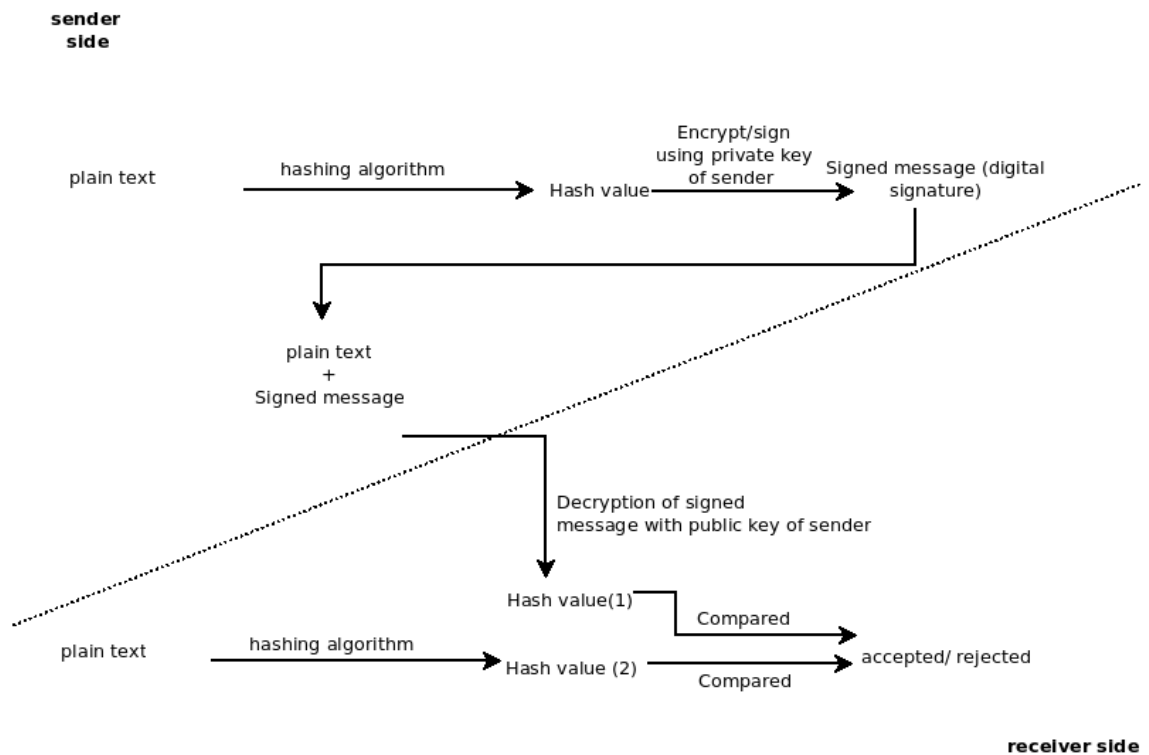 sender
side
Encrypt/sign
using private key
of sender
hashing algorithm
plain text
Hash value
Signed message (digital
signature)
plain text
+
Signed message
Decryption of signed
message with public key of sender
Hash value(1)
Compared
hashing algorithm
plain text
Hash value (2)
accepted/ rejected
Compared
receiver side